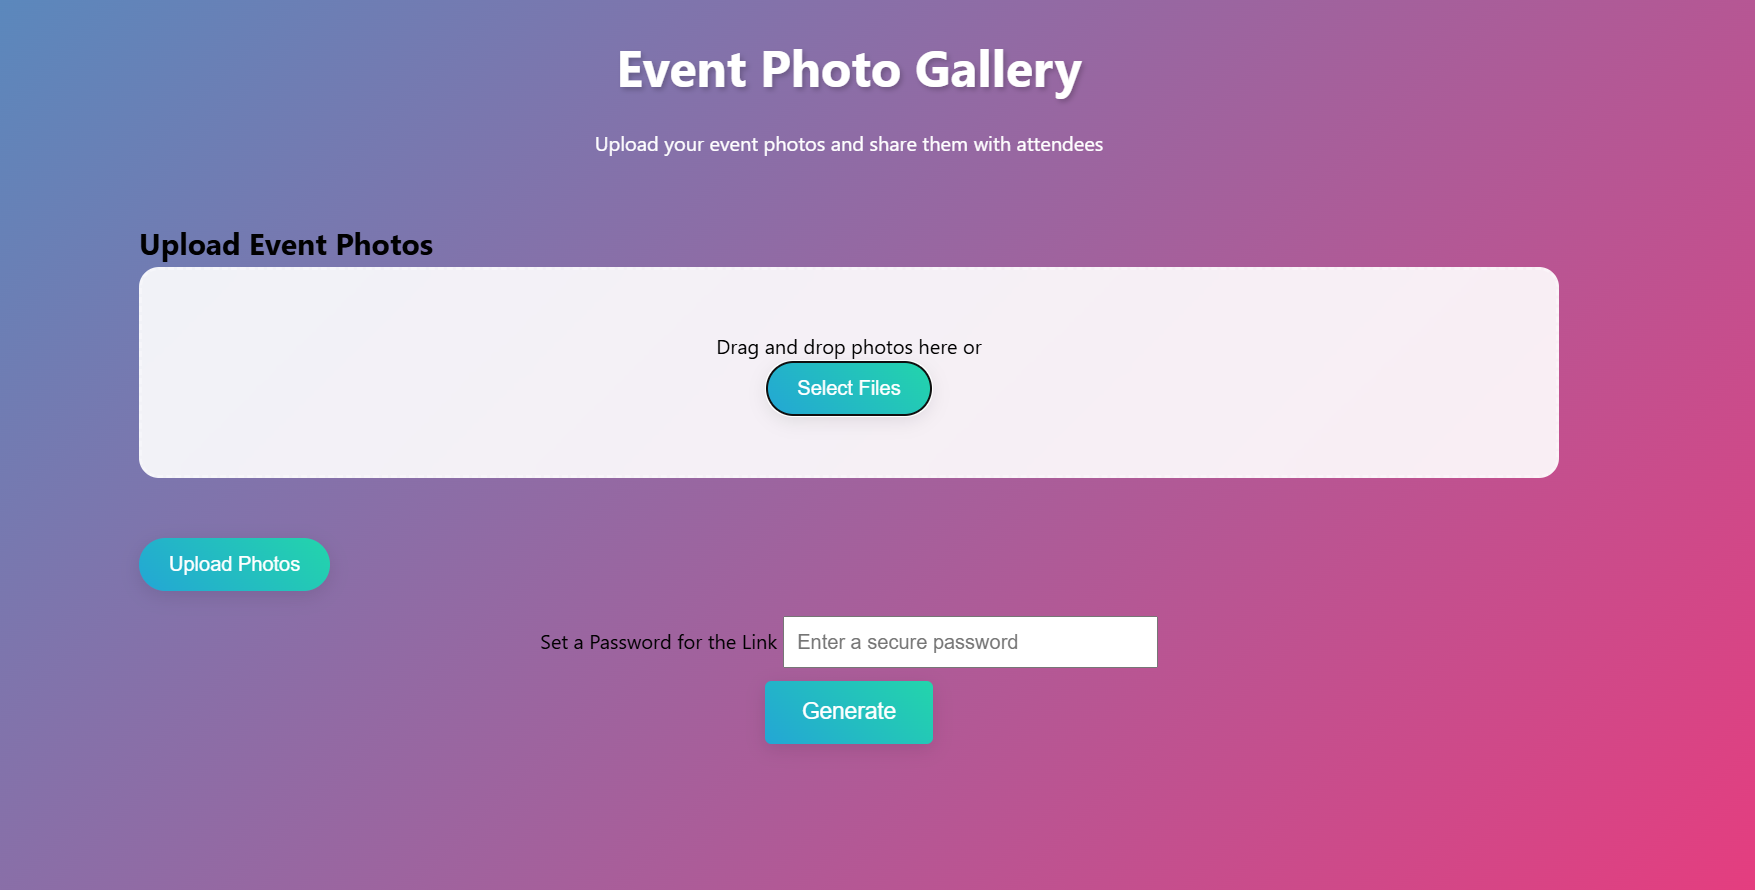 Event Photo Gallery
Upload your event photos and share them with attendees
Upload Event Photos
Drag and drop photos here or
Select Files
Upload Photos
Set a Password for the Link Enter a secure password
Generate